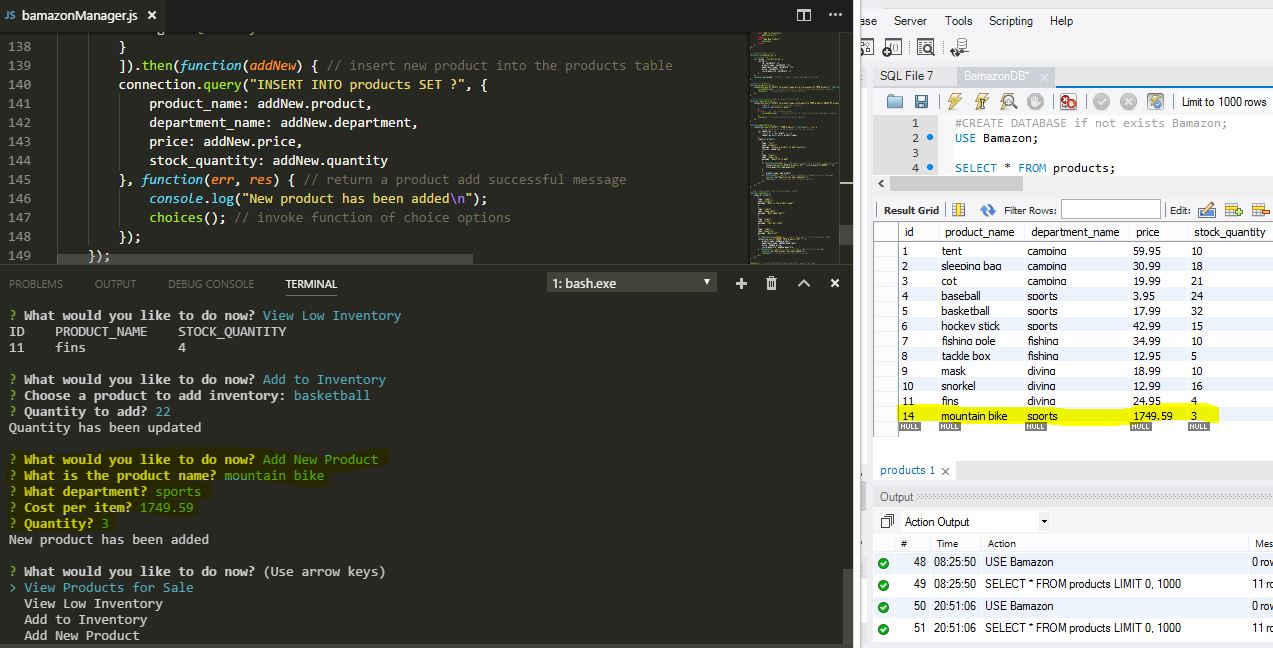 JS bamazonManager.js ×
138 }
139 ]).then(function(addNew) { // insert new product into the products table
140 connection.query("INSERT INTO products SET ?", {
141 product_name: addNew.product,
142 department_name: addNew.department,
143 price: addNew.price,
144 stock_quantity: addNew.quantity
145 }, function(err, res) { // return a product add successful message
146 console.log("New product has been added\n");
147 choices(); // invoke function of choice options
148 });
149 });
PROBLEMS OUTPUT DEBUG CONSOLE TERMINAL 1: bash.exe
? What would you like to do now? View Low Inventory
ID PRODUCT_NAME STOCK_QUANTITY
11 fins 4
? What would you like to do now? Add to Inventory
? Choose a product to add inventory: basketball
? Quantity to add? 22
Quantity has been updated
? What would you like to do now? Add New Product
? What is the product name? mountain bike
? What department? sports
? Cost per item? 1749.59
? Quantity? 3
New product has been added
? What would you like to do now? (Use arrow keys)
> View Products for Sale
View Low Inventory
Add to Inventory
Add New Product
Server Tools Scripting Help
SQL File 7 BamazonDB* ×
Limit to 1000 rows
1 #CREATE DATABASE if not exists Bamazon;
2 USE Bamazon;
3
4 SELECT * FROM products;
Result Grid Filter Rows: Edit:
id product_name department_name price stock_quantity
1 tent camping 59.95 10
2 sleeping bag camping 30.99 18
3 cot camping 19.99 21
4 baseball sports 3.95 24
5 basketball sports 17.99 32
6 hockey stick sports 42.99 15
7 fishing pole fishing 34.99 10
8 tackle box fishing 12.95 5
9 mask diving 18.99 10
10 snorkel diving 12.99 16
11 fins diving 24.95 4
14 mountain bike sports 1749.59 3
NULL NULL NULL NULL NULL
products 1 ×
Output
Action Output
# Time Action
48 08:25:50 USE Bamazon 0 row
49 08:25:50 SELECT * FROM products LIMIT 0, 1000 11 ro
50 20:51:06 USE Bamazon 0 row
51 20:51:06 SELECT * FROM products LIMIT 0, 1000 11 ro